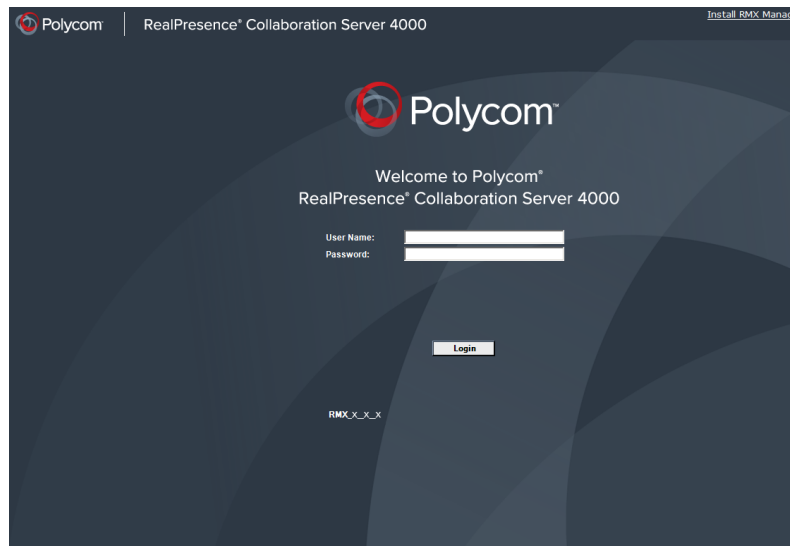 Polycom
RealPresence® Collaboration Server 4000
Install RMX Manag
Polycom™
Welcome to Polycom®
RealPresence® Collaboration Server 4000
User Name:
Password:
Login
RMX_x_x_x